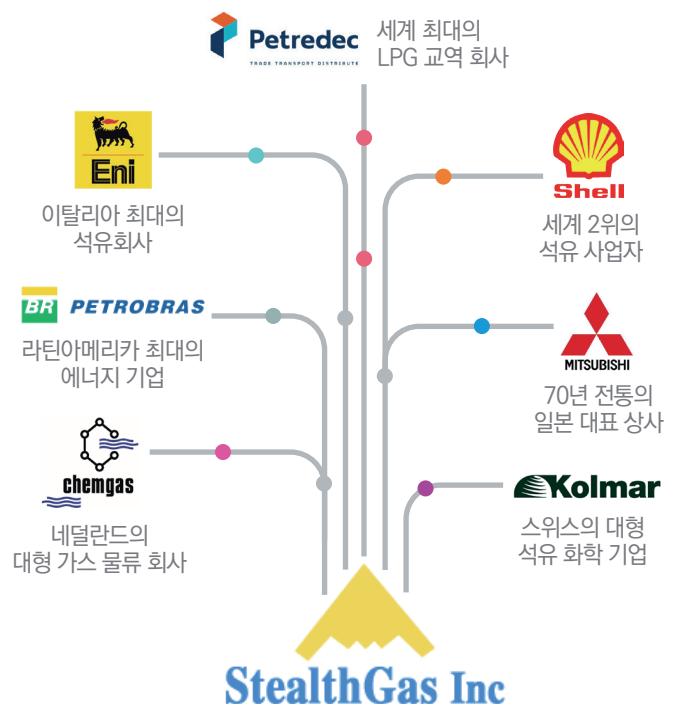 Petredec
TRADE TRANSPORT DISTRIBUTE
세계 최대의
LPG 교역 회사
Eni
이탈리아 최대의
석유회사
Shell
세계 2위의
석유 사업자
BR PETROBRAS
라틴아메리카 최대의
에너지 기업
MITSUBISHI
70년 전통의
일본 대표 상사
chemgas
네덜란드의
대형 가스 물류 회사
Kolmar
스위스의 대형
석유 화학 기업
StealthGas Inc